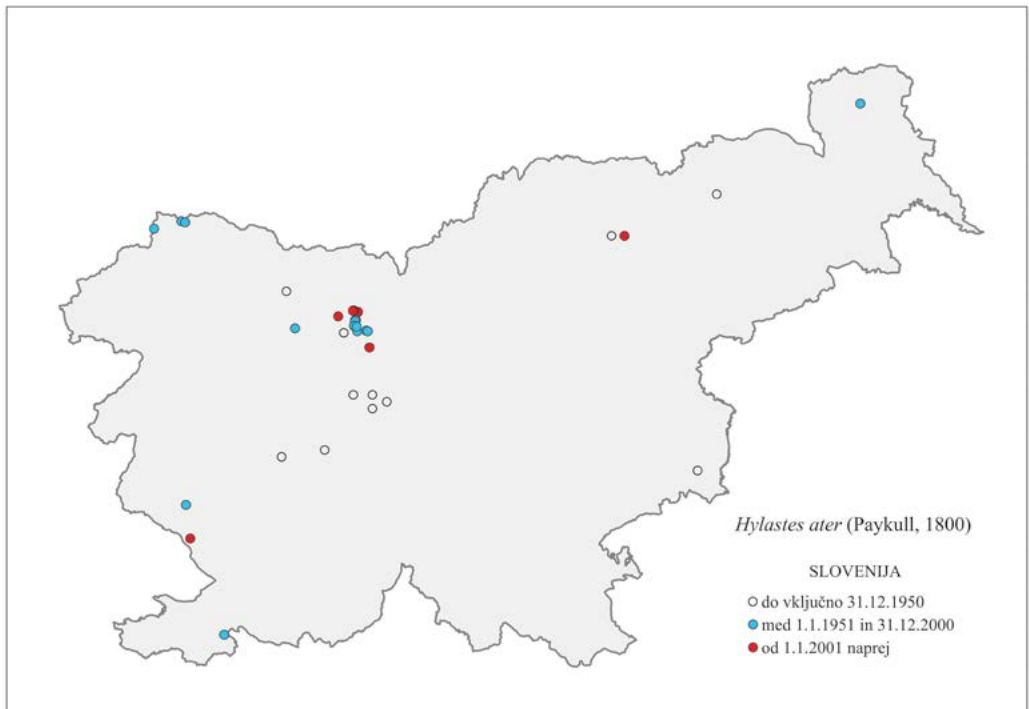 Hylastes ater (Paykull, 1800)
SLOVENIJA
do vključno 31.12.1950
med 1.1.1951 in 31.12.2000
od 1.1.2001 naprej